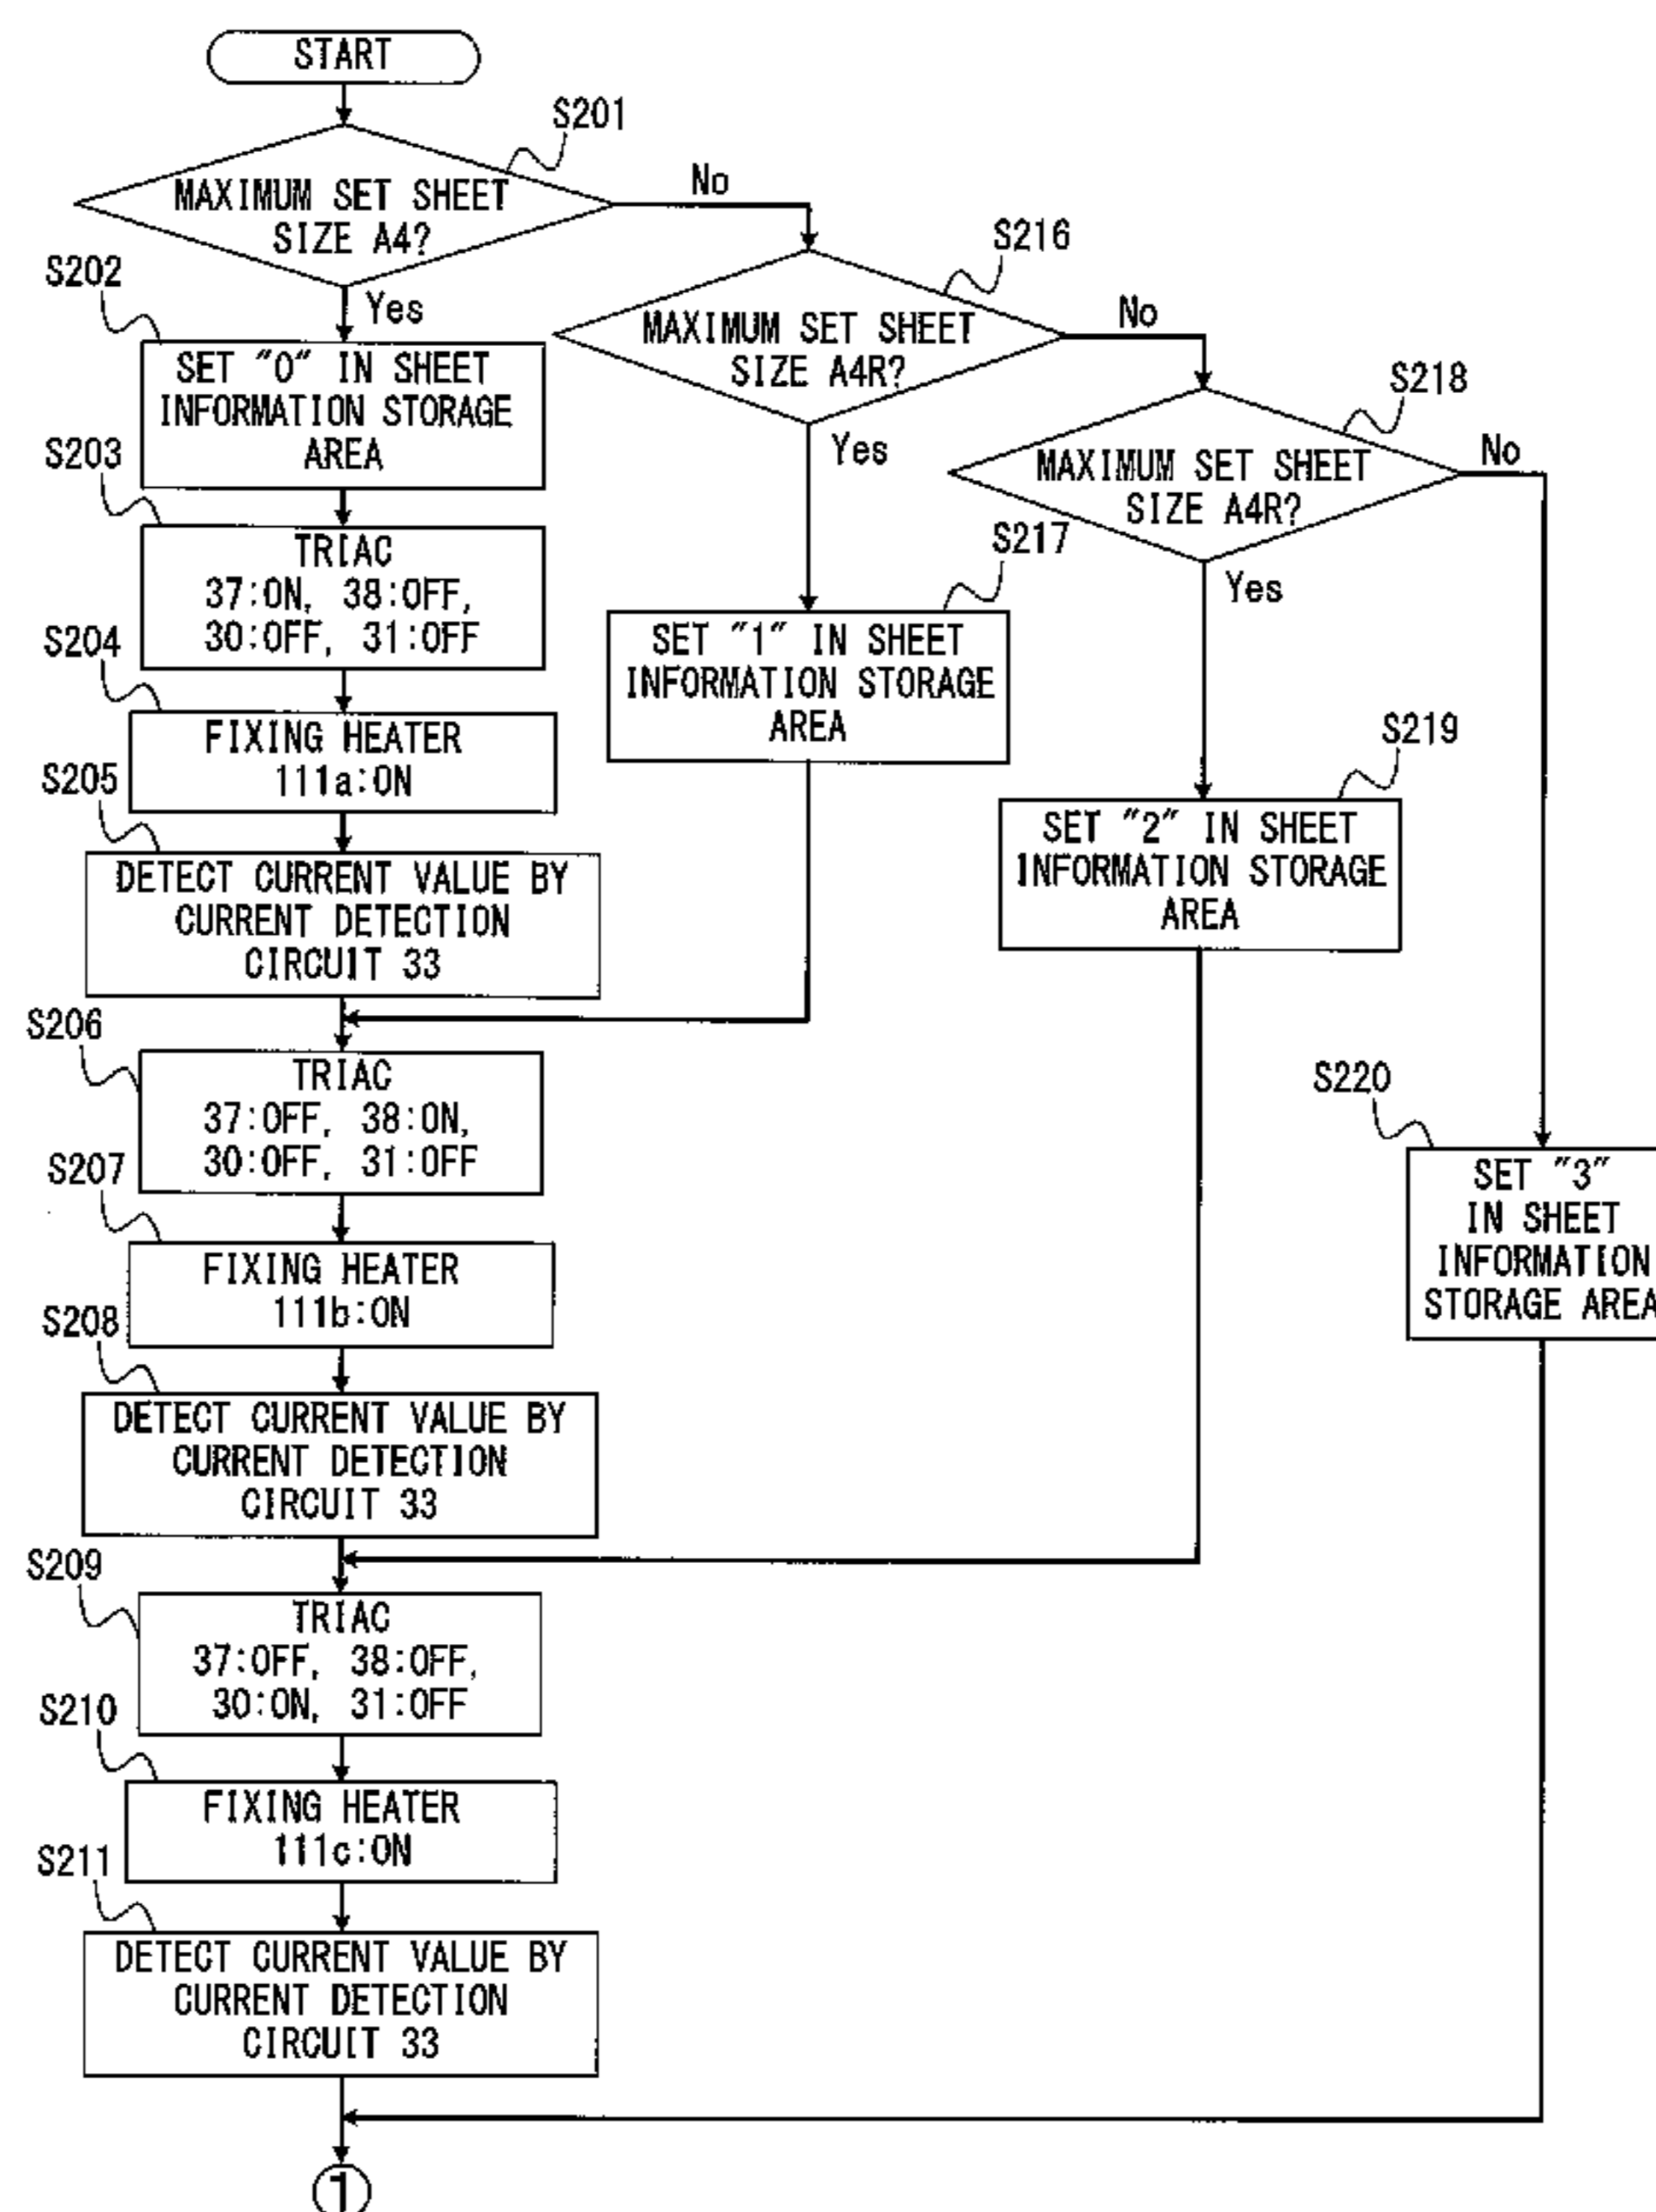 START
S201
MAXIMUM SET SHEET
SIZE A4?
No
Yes
S202
SET "0" IN SHEET
INFORMATION STORAGE
AREA
S203
TRIAC
37:ON, 38:OFF,
30:OFF, 31:OFF
S204
FIXING HEATER
111a:ON
S205
DETECT CURRENT VALUE BY
CURRENT DETECTION
CIRCUIT 33
S206
TRIAC
37:OFF, 38:ON,
30:OFF, 31:OFF
S207
FIXING HEATER
111b:ON
S208
DETECT CURRENT VALUE BY
CURRENT DETECTION
CIRCUIT 33
S209
TRIAC
37:OFF, 38:OFF,
30:ON, 31:OFF
S210
FIXING HEATER
111c:ON
S211
DETECT CURRENT VALUE BY
CURRENT DETECTION
CIRCUIT 33
1
S216
MAXIMUM SET SHEET
SIZE A4R?
No
Yes
S217
SET "1" IN SHEET
INFORMATION STORAGE
AREA
S218
MAXIMUM SET SHEET
SIZE A4R?
No
Yes
S219
SET "2" IN SHEET
INFORMATION STORAGE
AREA
S220
SET "3"
IN SHEET
INFORMATION
STORAGE AREA